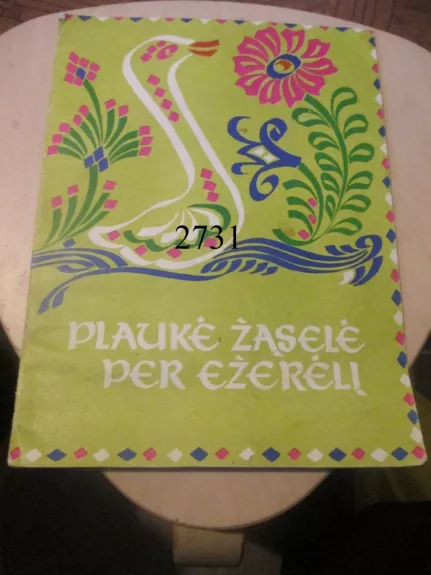 2731
PLAUKĖ ŽĄSELĖ
PER EŽERĖLĮ